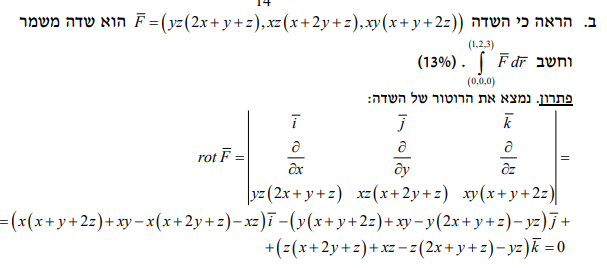 14
ב. הראה כי השדה F̅ = (yz(2x+y+z), xz(x+2y+z), xy(x+y+2z)) הוא שדה משמר
וחשב ∫_{(0,0,0)}^{(1,2,3)} F̅ dr̅ . (13%)
פתרון. נמצא את הרוטור של השדה:
i̅ j̅ k̅
rot F̅ = | ∂/∂x ∂/∂y ∂/∂z | =
yz(2x+y+z) xz(x+2y+z) xy(x+y+2z)
=(x(x+y+2z)+xy−x(x+2y+z)−xz)i̅ −(y(x+y+2z)+xy−y(2x+y+z)−yz)j̅ +
+(z(x+2y+z)+xz−z(2x+y+z)−yz)k̅ = 0